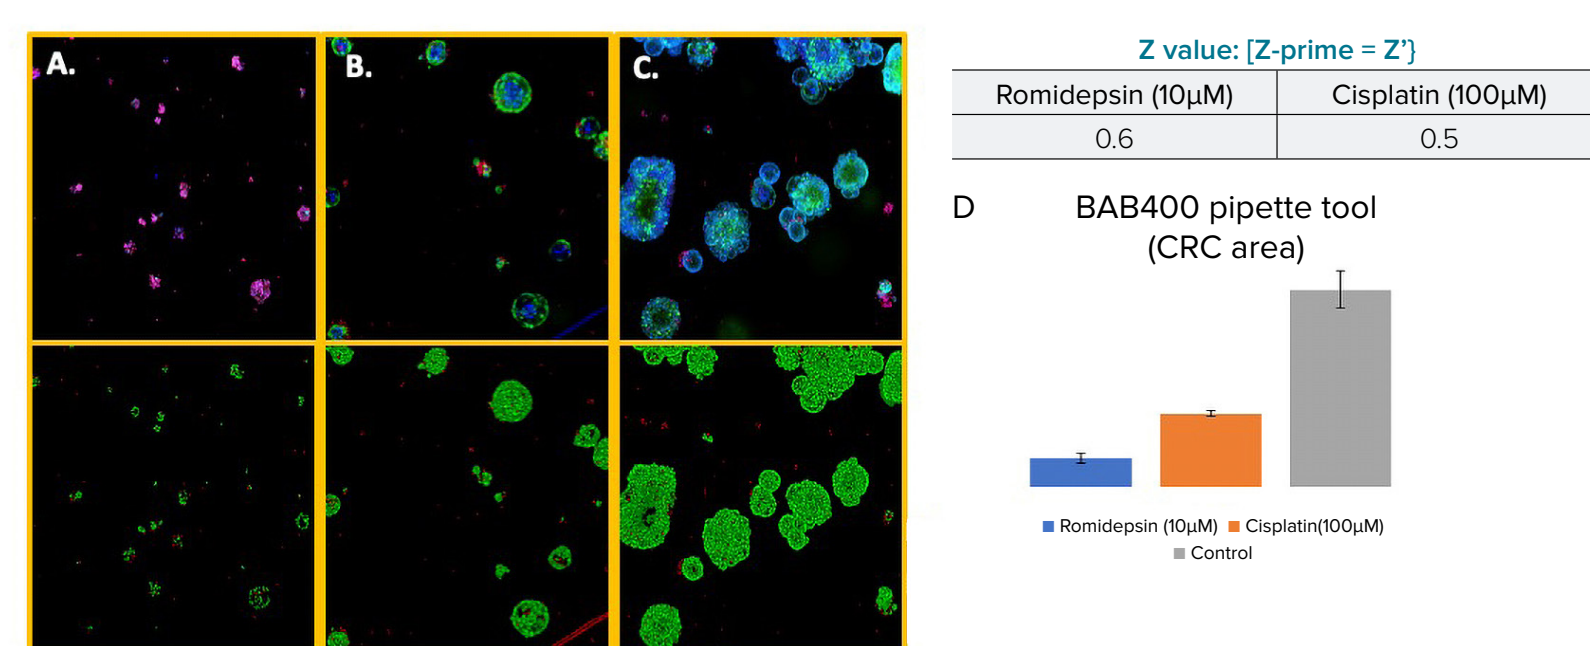 A.
B.
C.
Z value: [Z-prime = Z’}
Romidepsin (10µM) Cisplatin (100µM)
0.6 0.5
D
BAB400 pipette tool
(CRC area)
Romidepsin (10µM) Cisplatin(100µM)
Control